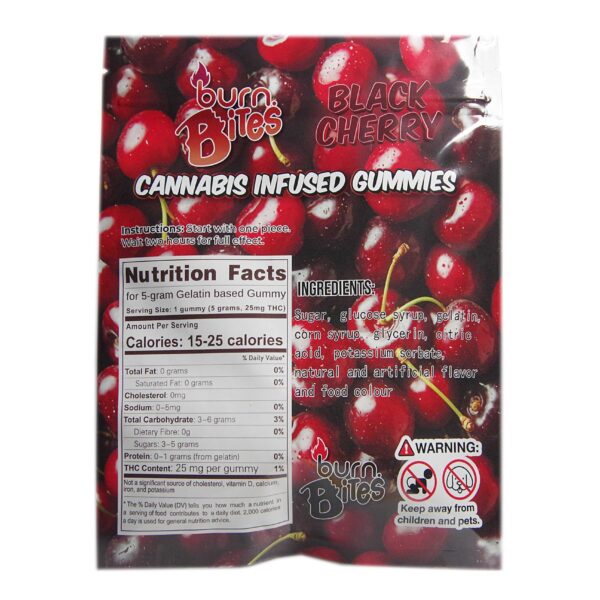 burn
Bites
BLACK
CHERRY
CANNABIS INFUSED GUMMIES
Instructions: Start with one piece.
Wait two hours for full effect.
Nutrition Facts
for 5-gram Gelatin based Gummy
Serving Size: 1 gummy (5 grams, 25mg THC)
Amount Per Serving
Calories: 15-25 calories
% Daily Value*
Total Fat: 0 grams 0%
Saturated Fat: 0 grams 0%
Cholesterol: 0mg
Sodium: 0–5mg 0%
Total Carbohydrate: 3–6 grams 3%
Dietary Fibre: 0g 0%
Sugars: 3–5 grams
Protein: 0–1 grams (from gelatin) 0%
THC Content: 25 mg per gummy 1%
Not a significant source of cholesterol, vitamin D, calcium,
iron, and potassium
*The % Daily Value (DV) tells you how much a nutrient in
a serving of food contributes to a daily diet. 2,000 calories
a day is used for general nutrition advice.
INGREDIENTS:
Sugar, glucose syrup, gelatin,
corn syrup, glycerin, citric
acid, potassium sorbate,
natural and artificial flavor
and food colour
burn
Bites
WARNING:
Keep away from
children and pets.